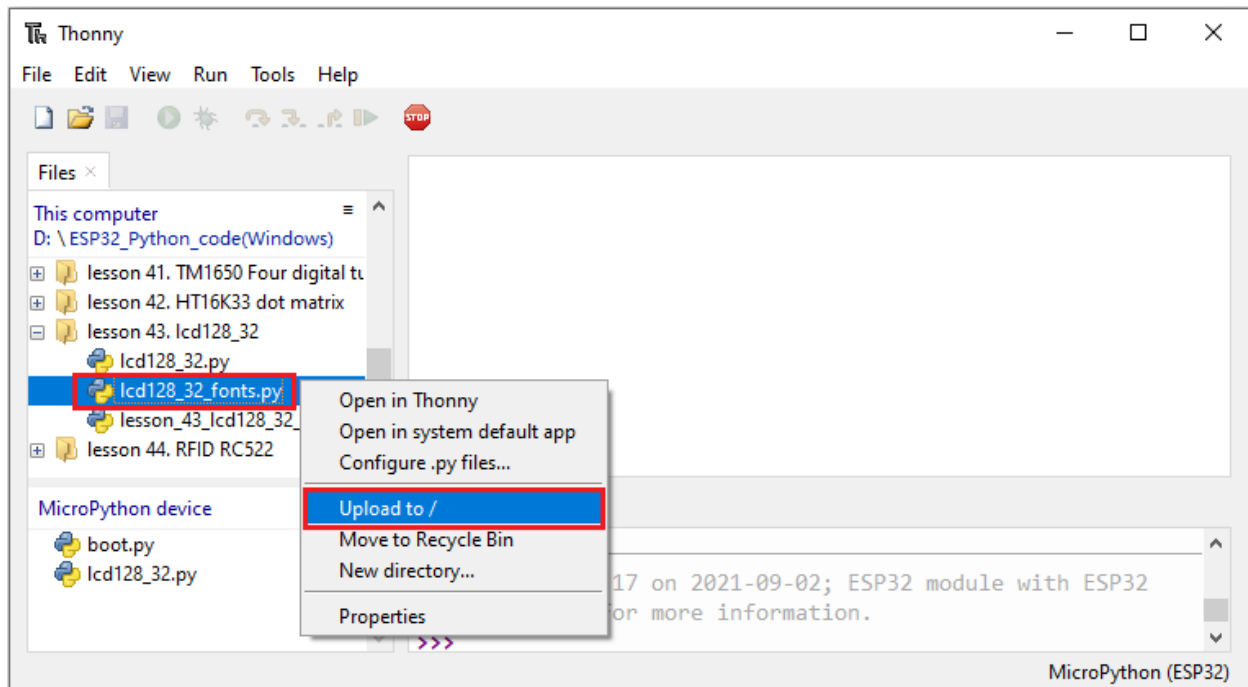 Thonny
File Edit View Run Tools Help
STOP
Files
This computer
D: \ ESP32_Python_code(Windows)
lesson 41. TM1650 Four digital tu
lesson 42. HT16K33 dot matrix
lesson 43. lcd128_32
lcd128_32.py
lcd128_32_fonts.py
lesson_43_lcd128_32_
lesson 44. RFID RC522
Open in Thonny
Open in system default app
Configure .py files...
Upload to /
Move to Recycle Bin
New directory...
Properties
MicroPython device
boot.py
lcd128_32.py
17 on 2021-09-02; ESP32 module with ESP32
or more information.
>>>
MicroPython (ESP32)